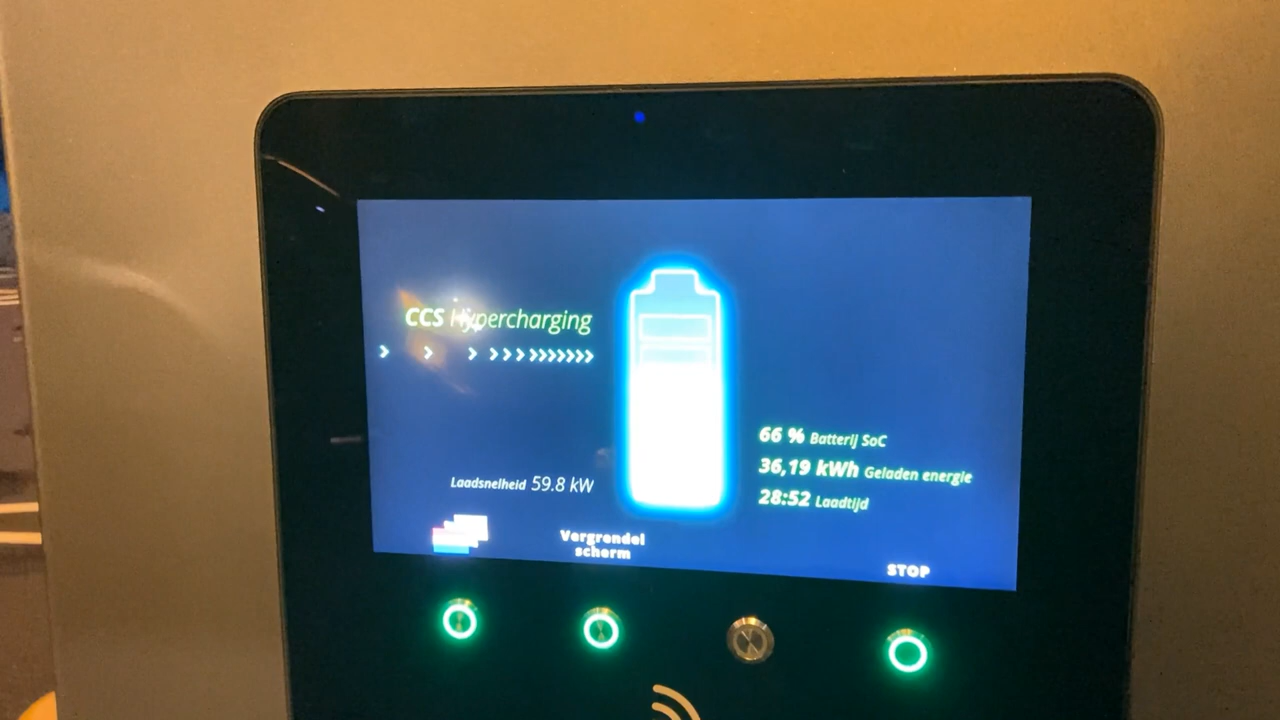 CCS Hypercharging
66 % Batterij SoC
36,19 kWh Geladen energie
Laadsnelheid 59.8 kW
28:52 Laadtijd
Vergrendel
scherm
STOP